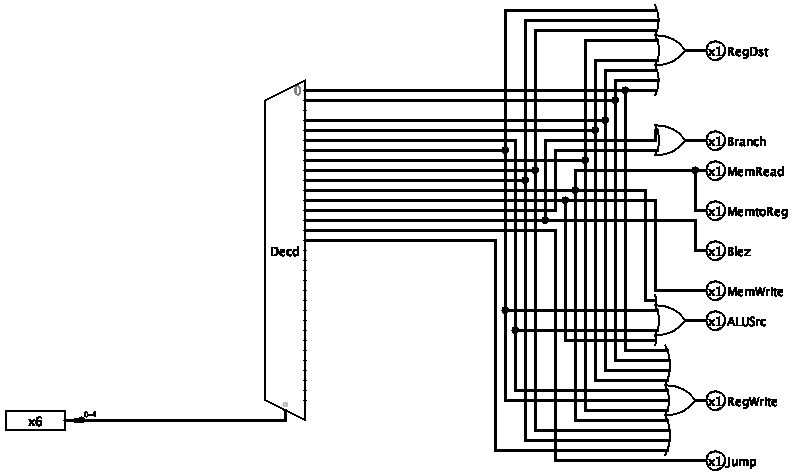 x1 RegDst
0
x1 Branch
x1 MemRead
x1 MemtoReg
Decd
x1 Blez
x1 MemWrite
x1 ALUSrc
x1 RegWrite
0-4
x6
x1 Jump